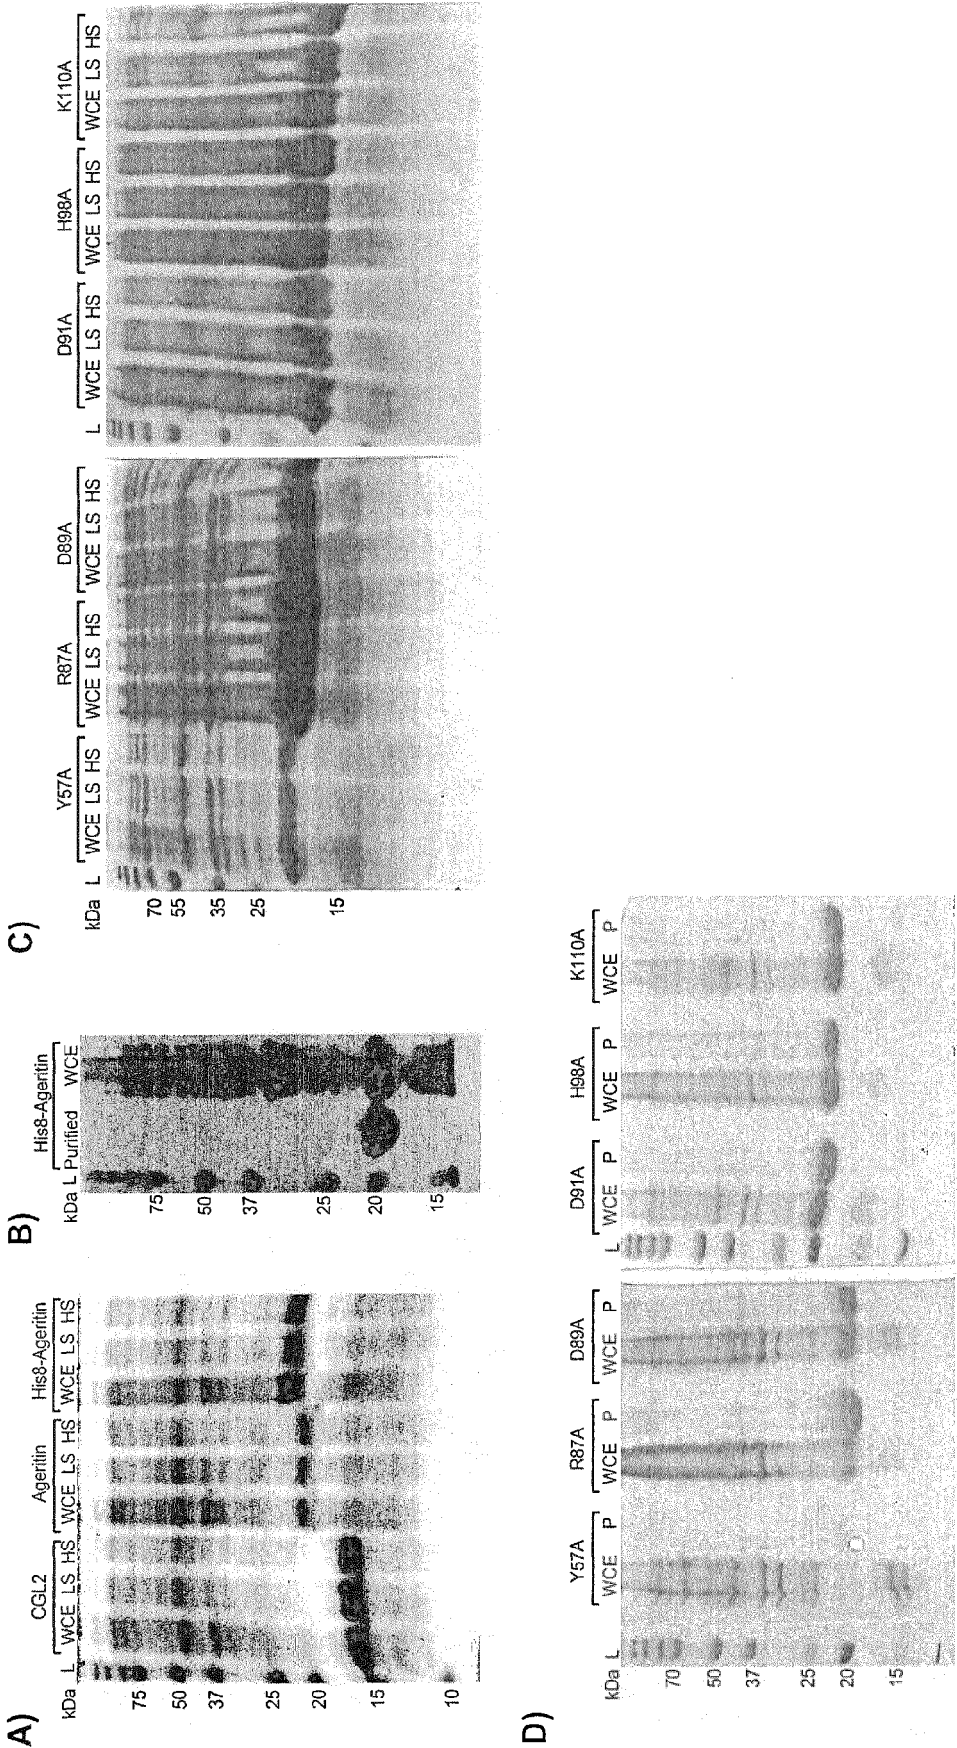 A)
CGL2 Ageritin His8-Ageritin
kDa L WCE LS HS WCE LS HS WCE LS HS
75
50
37
25
20
15
10
B)
His8-Ageritin
kDa L Purified WCE
75
50
37
25
20
15
C)
Y57A R87A D89A D91A H98A K110A
kDa L WCE LS HS WCE LS HS WCE LS HS L WCE LS HS WCE LS HS WCE LS HS
70
55
35
25
15
D)
Y57A R87A D89A D91A H98A K110A
kDa L WCE P WCE P WCE P L WCE P WCE P WCE P
70
50
37
25
20
15